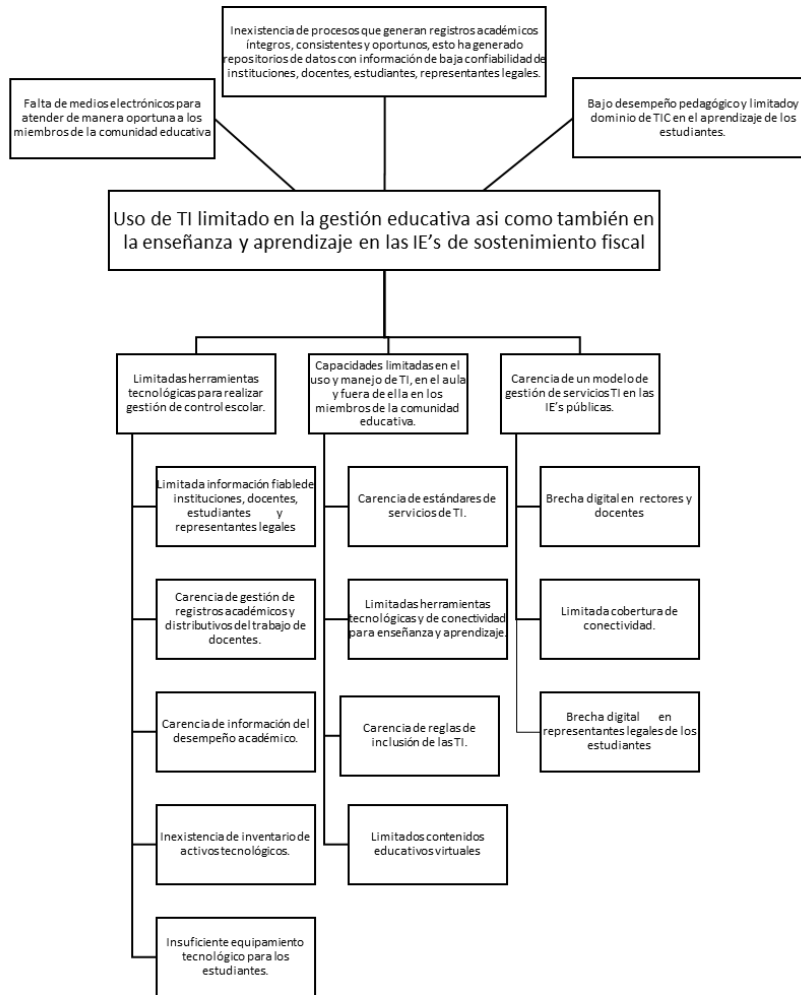 Inexistencia de procesos que generan registros académicos
íntegros, consistentes y oportunos, esto ha generado
repositorios de datos con información de baja confiabilidad de
instituciones, docentes, estudiantes, representantes legales.
Falta de medios electrónicos para
atender de manera oportuna a los
miembros de la comunidad educativa
Bajo desempeño pedagógico y limitadoy
dominio de TIC en el aprendizaje de los
estudiantes.
Uso de TI limitado en la gestión educativa asi como también en
la enseñanza y aprendizaje en las IE's de sostenimiento fiscal
Limitadas herramientas
tecnológicas para realizar
gestión de control escolar.
Capacidades limitadas en el
uso y manejo de TI, en el aula
y fuera de ella en los
miembros de la comunidad
educativa.
Carencia de un modelo de
gestión de servicios TI en las
IE's públicas.
Limitada información fiablede
instituciones, docentes,
estudiantes y
representantes legales
Carencia de estándares de
servicios de TI.
Brecha digital en rectores y
docentes
Carencia de gestión de
registros académicos y
distributivos del trabajo de
docentes.
Limitadas herramientas
tecnológicas y de conectividad
para enseñanza y aprendizaje.
Limitada cobertura de
conectividad.
Carencia de información del
desempeño académico.
Carencia de reglas de
inclusión de las TI.
Brecha digital en
representantes legales de los
estudiantes
Inexistencia de inventario de
activos tecnológicos.
Limitados contenidos
educativos virtuales
Insuficiente equipamiento
tecnológico para los
estudiantes.